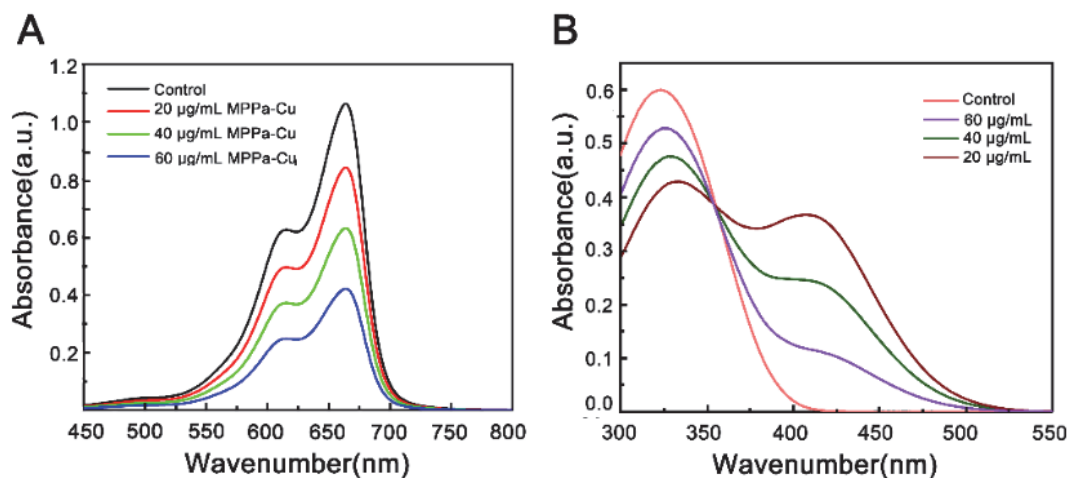 A
Absorbance(a.u.)
1.2
1.0
0.8
0.6
0.4
0.2
Control
20 µg/mL MPPa-Cu
40 µg/mL MPPa-Cu
60 µg/mL MPPa-Cu
450 500 550 600 650 700 750 800
Wavenumber(nm)
B
Absorbance(a.u.)
0.6
0.5
0.4
0.3
0.2
0.1
0.0
Control
60 µg/mL
40 µg/mL
20 µg/mL
300 350 400 450 500 550
Wavenumber(nm)